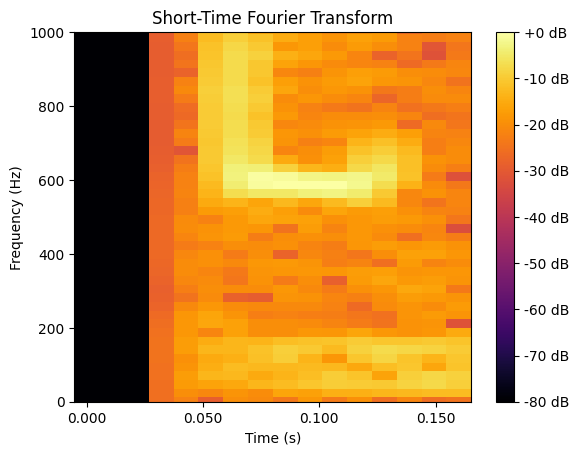 Short-Time Fourier Transform
1000
800
600
400
200
0
Frequency (Hz)
0.000
0.050
0.100
0.150
Time (s)
+0 dB
-10 dB
-20 dB
-30 dB
-40 dB
-50 dB
-60 dB
-70 dB
-80 dB